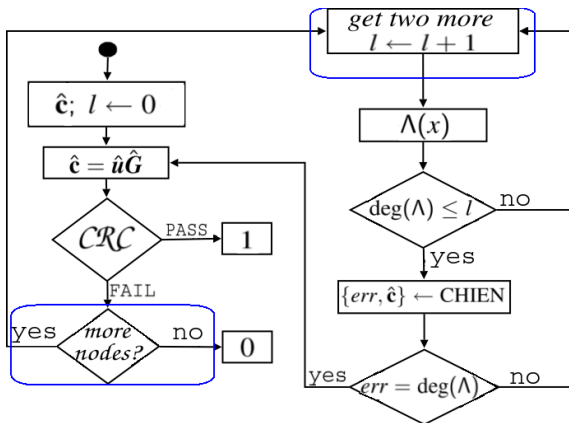 get two more
l ← l + 1
ĉ; l ← 0
Λ(x)
ĉ = ûĜ
deg(Λ) ≤ l
no
CRC
PASS
1
yes
FAIL
{err, ĉ} ← CHIEN
yes
more
nodes?
no
0
yes
err = deg(Λ)
no